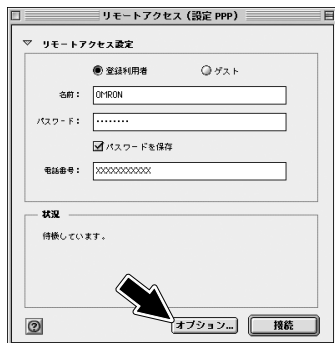 リモートアクセス（設定 PPP）
リモートアクセス設定
登録利用者 ゲスト
名前： OMRON
パスワード： ••••••••
パスワードを保存
電話番号： XXXXXXXXXXX
状況
待機しています。
? オプション... 接続